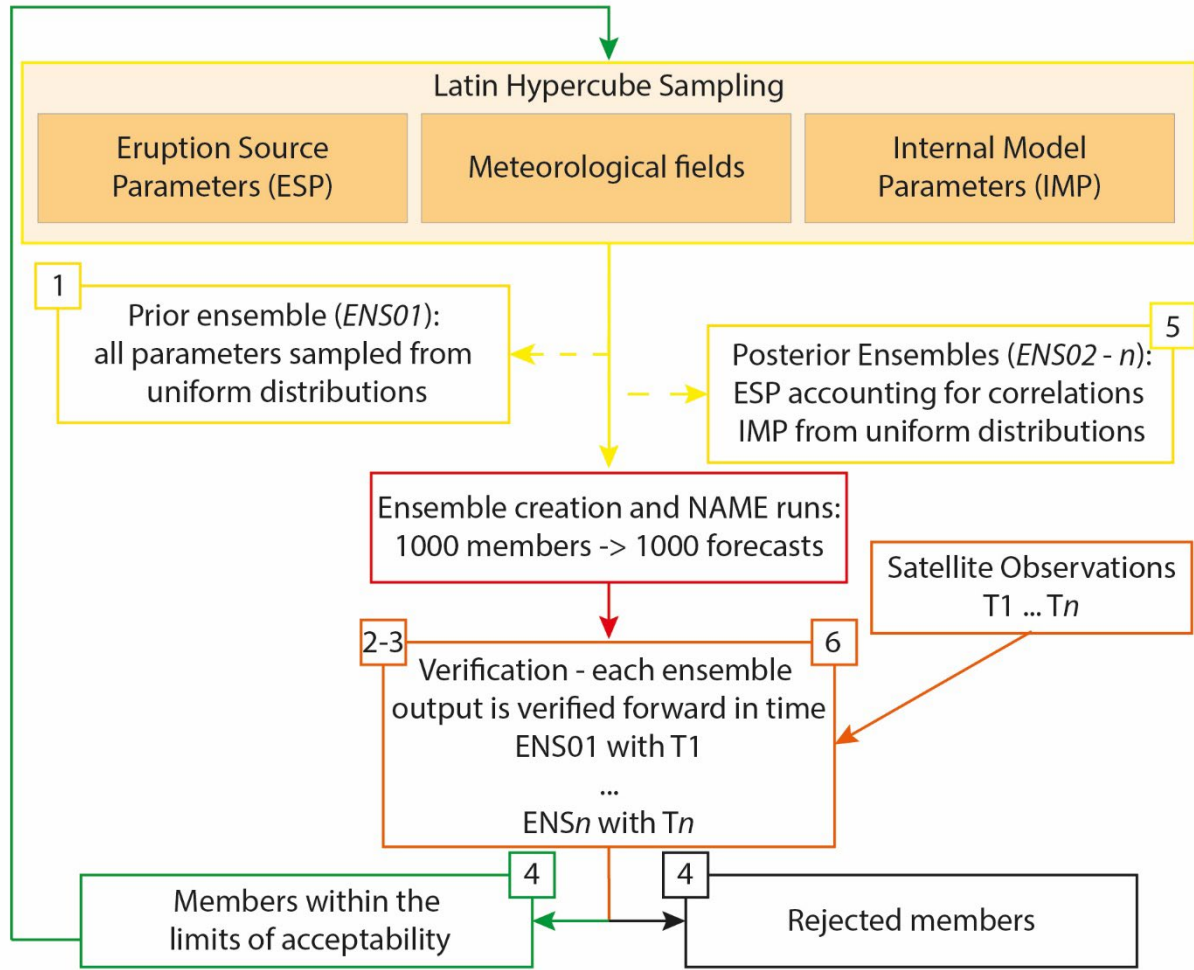 Latin Hypercube Sampling
Eruption Source
Parameters (ESP)
Meteorological fields
Internal Model
Parameters (IMP)
1
Prior ensemble (ENS01):
all parameters sampled from
uniform distributions
5
Posterior Ensembles (ENS02 - n):
ESP accounting for correlations
IMP from uniform distributions
Ensemble creation and NAME runs:
1000 members -> 1000 forecasts
Satellite Observations
T1 ... Tn
2-3
6
Verification - each ensemble
output is verified forward in time
ENS01 with T1
...
ENSn with Tn
4
Members within the
limits of acceptability
4
Rejected members